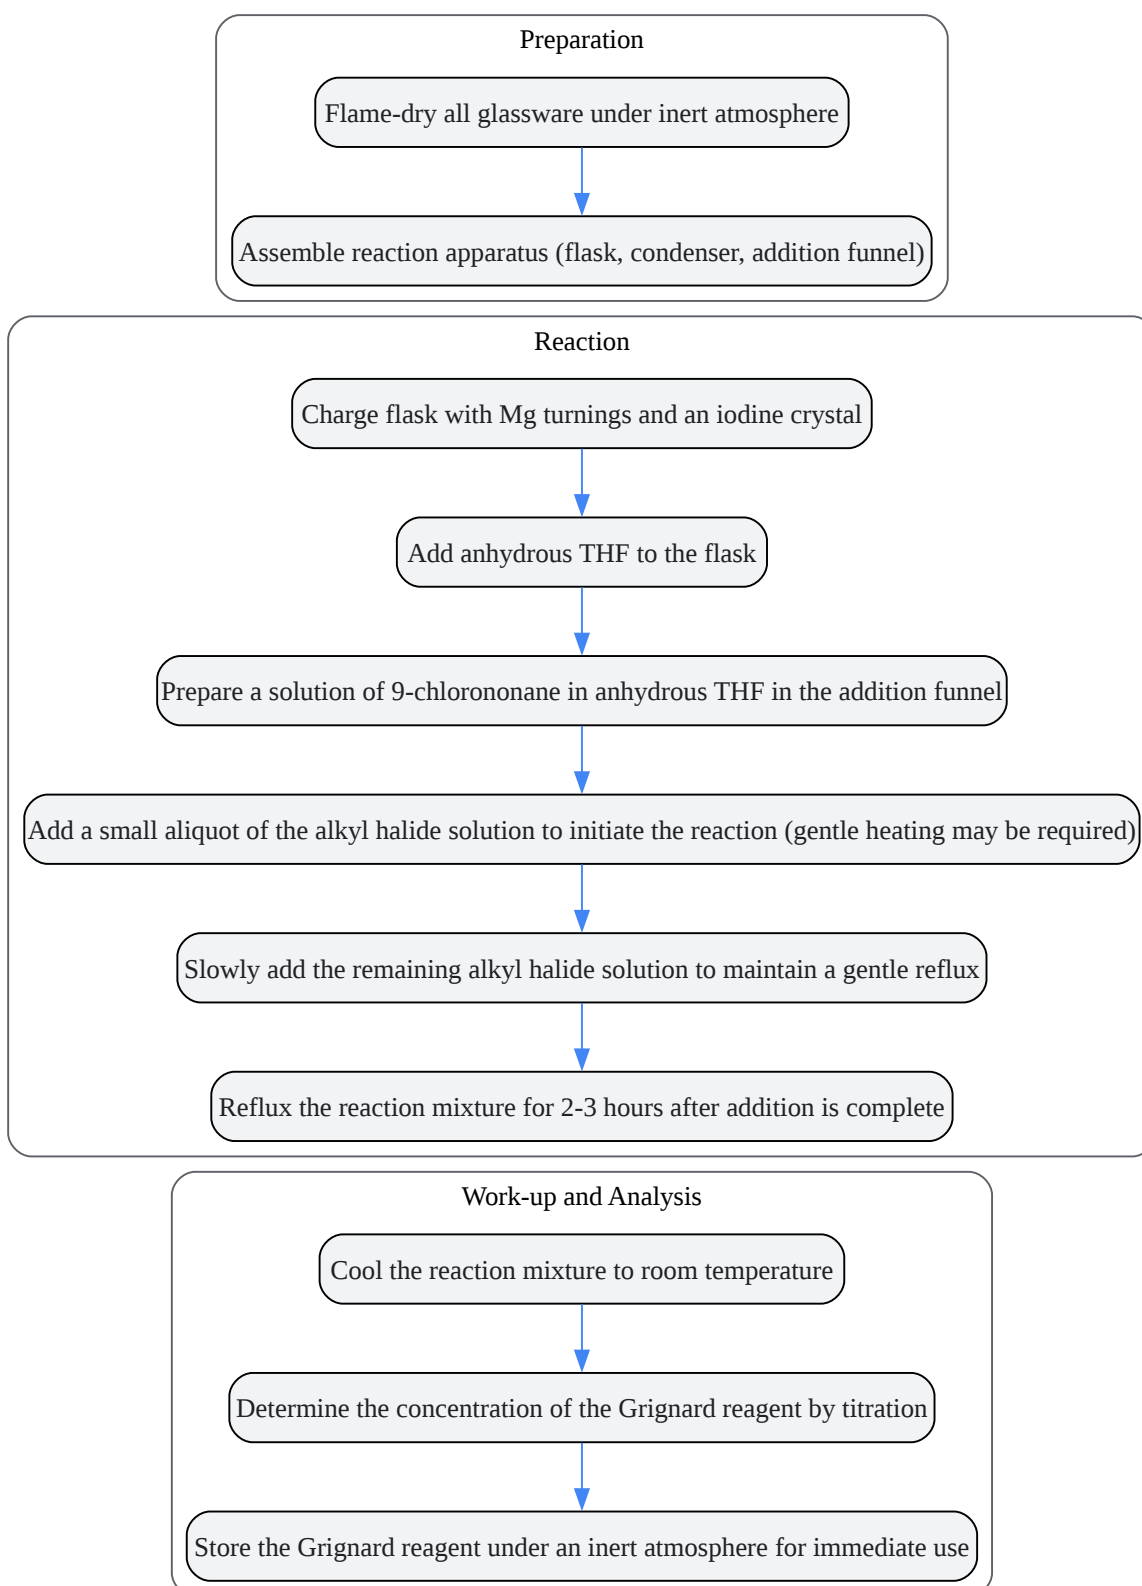 Preparation
Flame-dry all glassware under inert atmosphere
Assemble reaction apparatus (flask, condenser, addition funnel)
Reaction
Charge flask with Mg turnings and an iodine crystal
Add anhydrous THF to the flask
Prepare a solution of 9-chlorononane in anhydrous THF in the addition funnel
Add a small aliquot of the alkyl halide solution to initiate the reaction (gentle heating may be required)
Slowly add the remaining alkyl halide solution to maintain a gentle reflux
Reflux the reaction mixture for 2-3 hours after addition is complete
Work-up and Analysis
Cool the reaction mixture to room temperature
Determine the concentration of the Grignard reagent by titration
Store the Grignard reagent under an inert atmosphere for immediate use